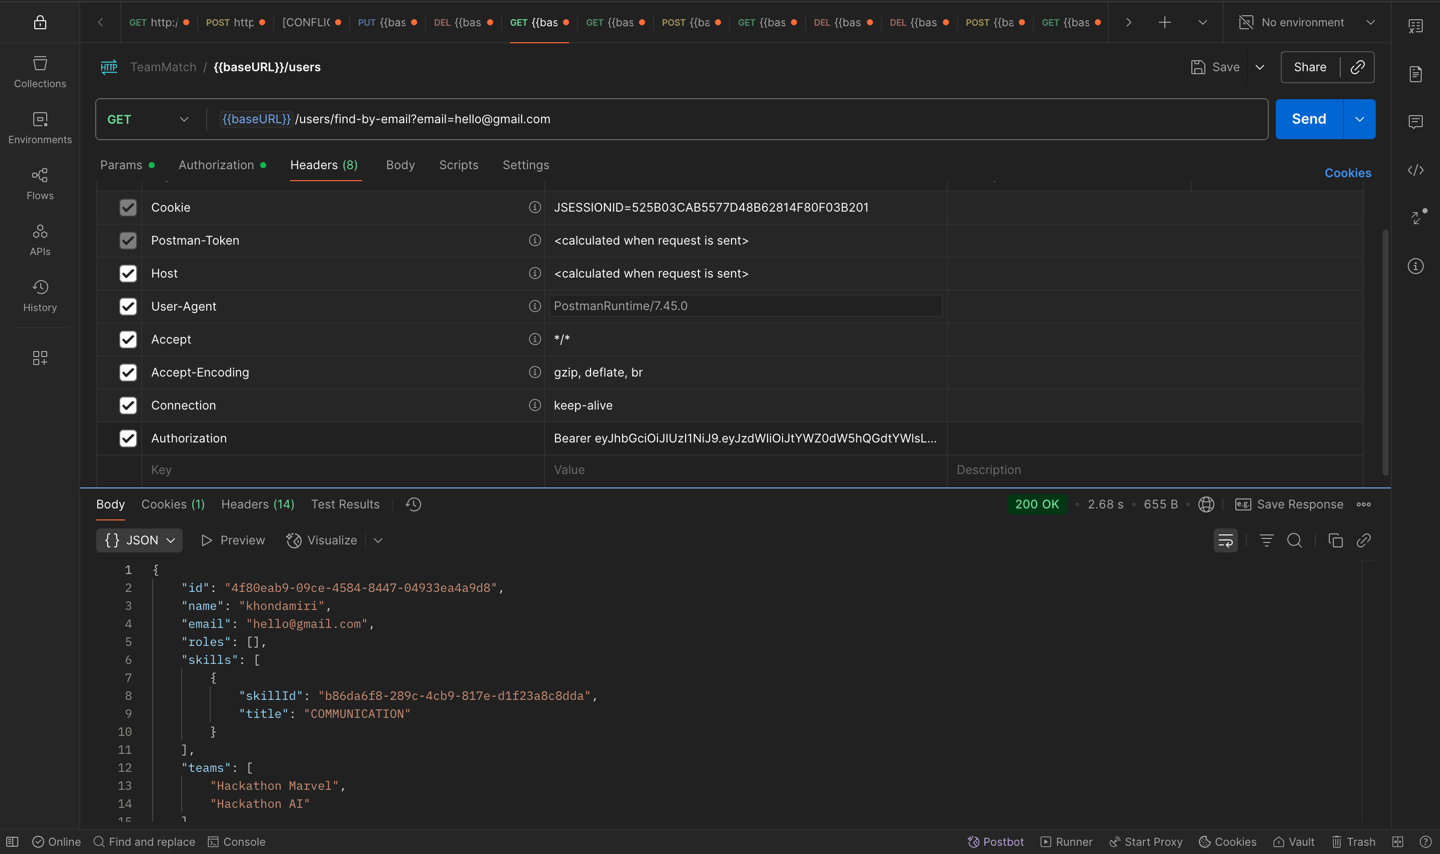 GET http:/ POST http [CONFLIC PUT {{bas DEL {{bas GET {{bas GET {{bas POST {{ba GET {{bas DEL {{bas DEL {{bas POST {{ba GET {{bas No environment
TeamMatch / {{baseURL}}/users Save Share
GET {{baseURL}} /users/find-by-email?email=hello@gmail.com Send
Params Authorization Headers (8) Body Scripts Settings Cookies
Collections
Environments
Flows
APIs
History
Cookie JSESSIONID=525B03CAB5577D48B62814F80F03B201
Postman-Token <calculated when request is sent>
Host <calculated when request is sent>
User-Agent PostmanRuntime/7.45.0
Accept */*
Accept-Encoding gzip, deflate, br
Connection keep-alive
Authorization Bearer eyJhbGciOiJIUzI1NiJ9.eyJzdWIiOiJtYWZ0dW5hQGdtYWlsL...
Key Value Description
Body Cookies (1) Headers (14) Test Results 200 OK • 2.68 s • 655 B e.g. Save Response
{} JSON Preview Visualize
1 {
2 "id": "4f80eab9-09ce-4584-8447-04933ea4a9d8",
3 "name": "khondamiri",
4 "email": "hello@gmail.com",
5 "roles": [],
6 "skills": [
7 {
8 "skillId": "b86da6f8-289c-4cb9-817e-d1f23a8c8dda",
9 "title": "COMMUNICATION"
10 }
11 ],
12 "teams": [
13 "Hackathon Marvel",
14 "Hackathon AI"
15 ]
Online Find and replace Console Postbot Runner Start Proxy Cookies Vault Trash